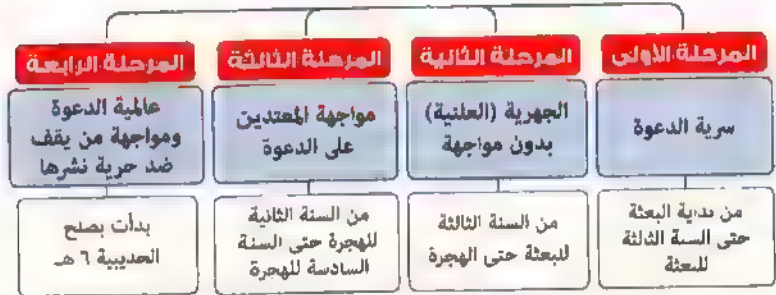 المرحلة الأولى
سرية الدعوة
من بداية البعثة
حتى السنة الثالثة
للبعثة
المرحلة الثانية
الجهرية (العلنية)
بدون مواجهة
من السنة الثالثة
للبعثة حتى الهجرة
المرحلة الثالثة
مواجهة المعتدين
على الدعوة
من السنة الثانية
للهجرة حتى السنة
السادسة للهجرة
المرحلة الرابعة
عالمية الدعوة
ومواجهة من يقف
ضد حرية نشرها
بدأت بصلح
الحديبية ٦ هـ